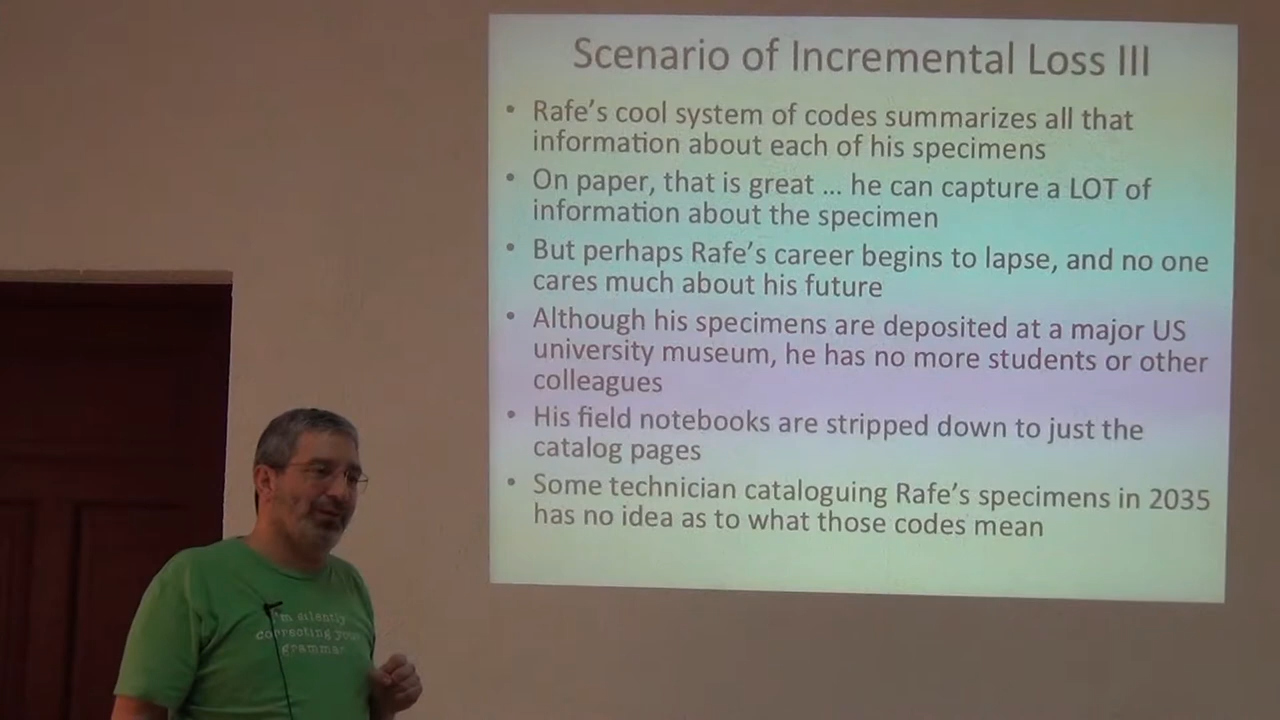 Scenario of Incremental Loss III
• Rafe's cool system of codes summarizes all that
information about each of his specimens
• On paper, that is great … he can capture a LOT of
information about the specimen
• But perhaps Rafe's career begins to lapse, and no one
cares much about his future
• Although his specimens are deposited at a major US
university museum, he has no more students or other
colleagues
• His field notebooks are stripped down to just the
catalog pages
• Some technician cataloguing Rafe's specimens in 2035
has no idea as to what those codes mean
I'm silently
correcting your
grammar.